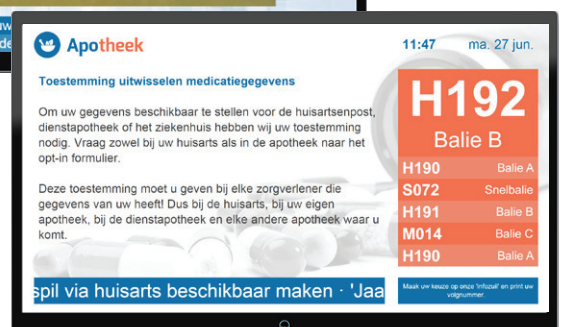 uw
de
Apotheek
11:47 ma. 27 jun.
Toestemming uitwisselen medicatiegegevens
Om uw gegevens beschikbaar te stellen voor de huisartsenpost,
dienstapotheek of het ziekenhuis hebben wij uw toestemming
nodig. Vraag zowel bij uw huisarts als in de apotheek naar het
opt-in formulier.
Deze toestemming moet u geven bij elke zorgverlener die
gegevens van uw heeft! Dus bij de huisarts, bij uw eigen
apotheek, bij de dienstapotheek en elke andere apotheek waar u
komt.
H192
Balie B
H190 Balie A
S072 Snelbalie
H191 Balie B
M014 Balie C
H190 Balie A
spil via huisarts beschikbaar maken · 'Jaa
Maak uw keuze op onze 'Infozuil' en print uw
volgnummer.